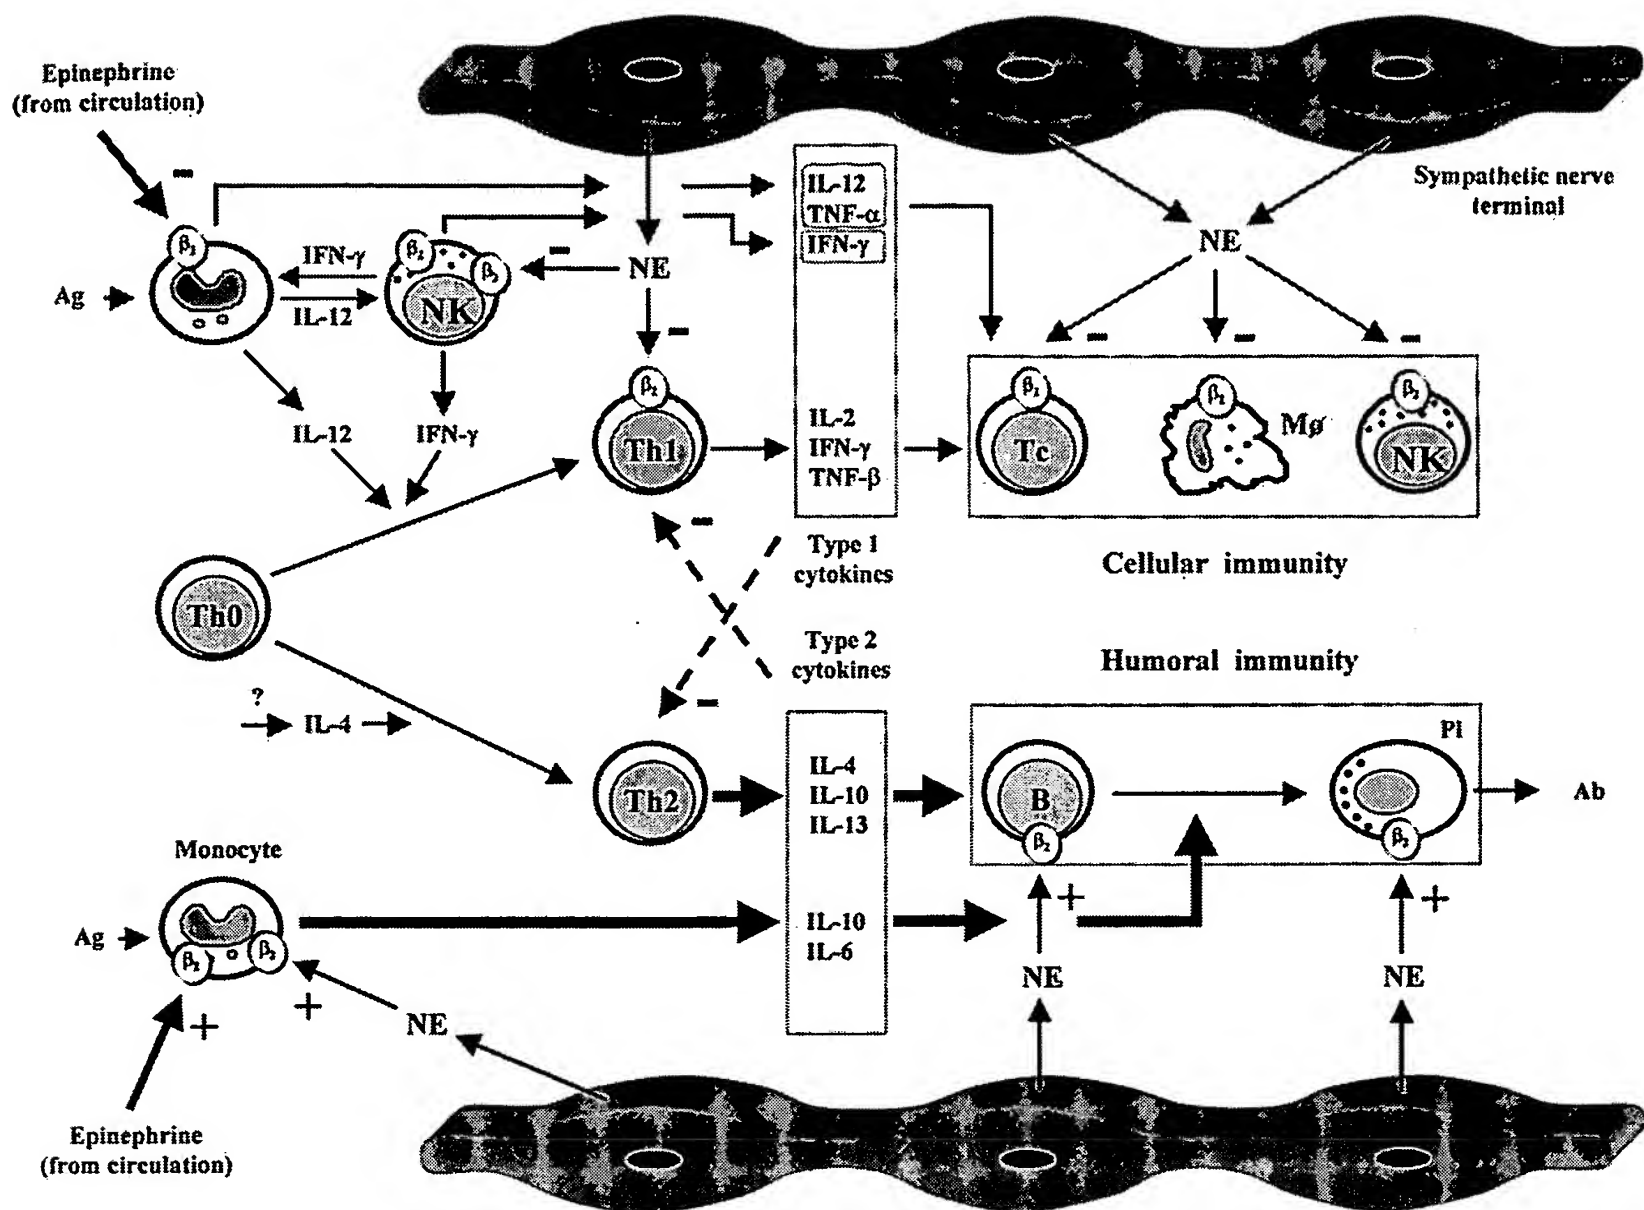 Epinephrine
(from circulation)
Sympathetic nerve
terminal
-
β2
Ag
IFN-γ
IL-12
β2
β2
NK
NE
-
-
IL-12
TNF-α
IFN-γ
NE
-
-
-
IL-12
IFN-γ
β2
Th1
IL-2
IFN-γ
TNF-β
β2
Tc
β2
Mø
β2
NK
-
Type 1
cytokines
Cellular immunity
Th0
Type 2
cytokines
Humoral immunity
?
IL-4
-
Th2
IL-4
IL-10
IL-13
B
β2
Pl
β2
Ab
Monocyte
Ag
β2
β2
IL-10
IL-6
+
+
+
+
NE
NE
NE
Epinephrine
(from circulation)